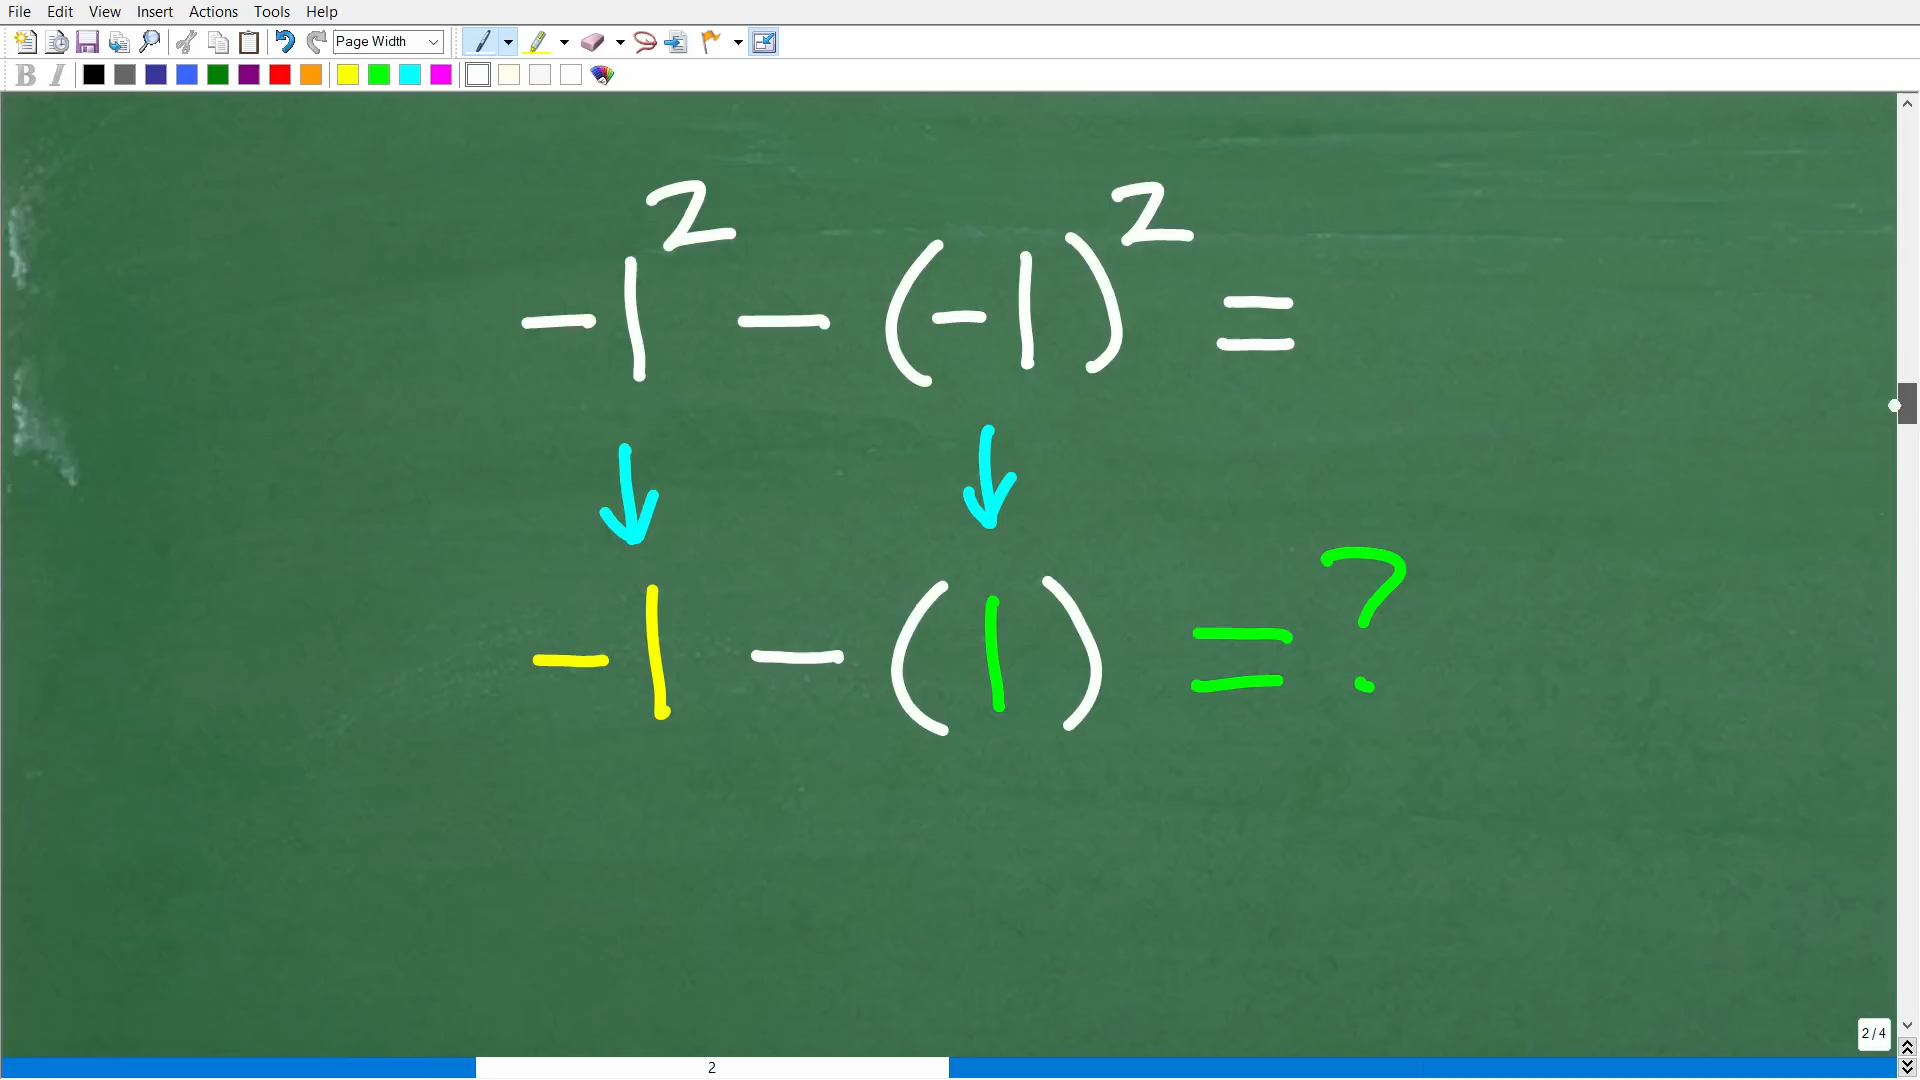 File Edit View Insert Actions Tools Help
Page Width
B I
-1² - (-1)² =
-1 - (1) = ?
2/4
2